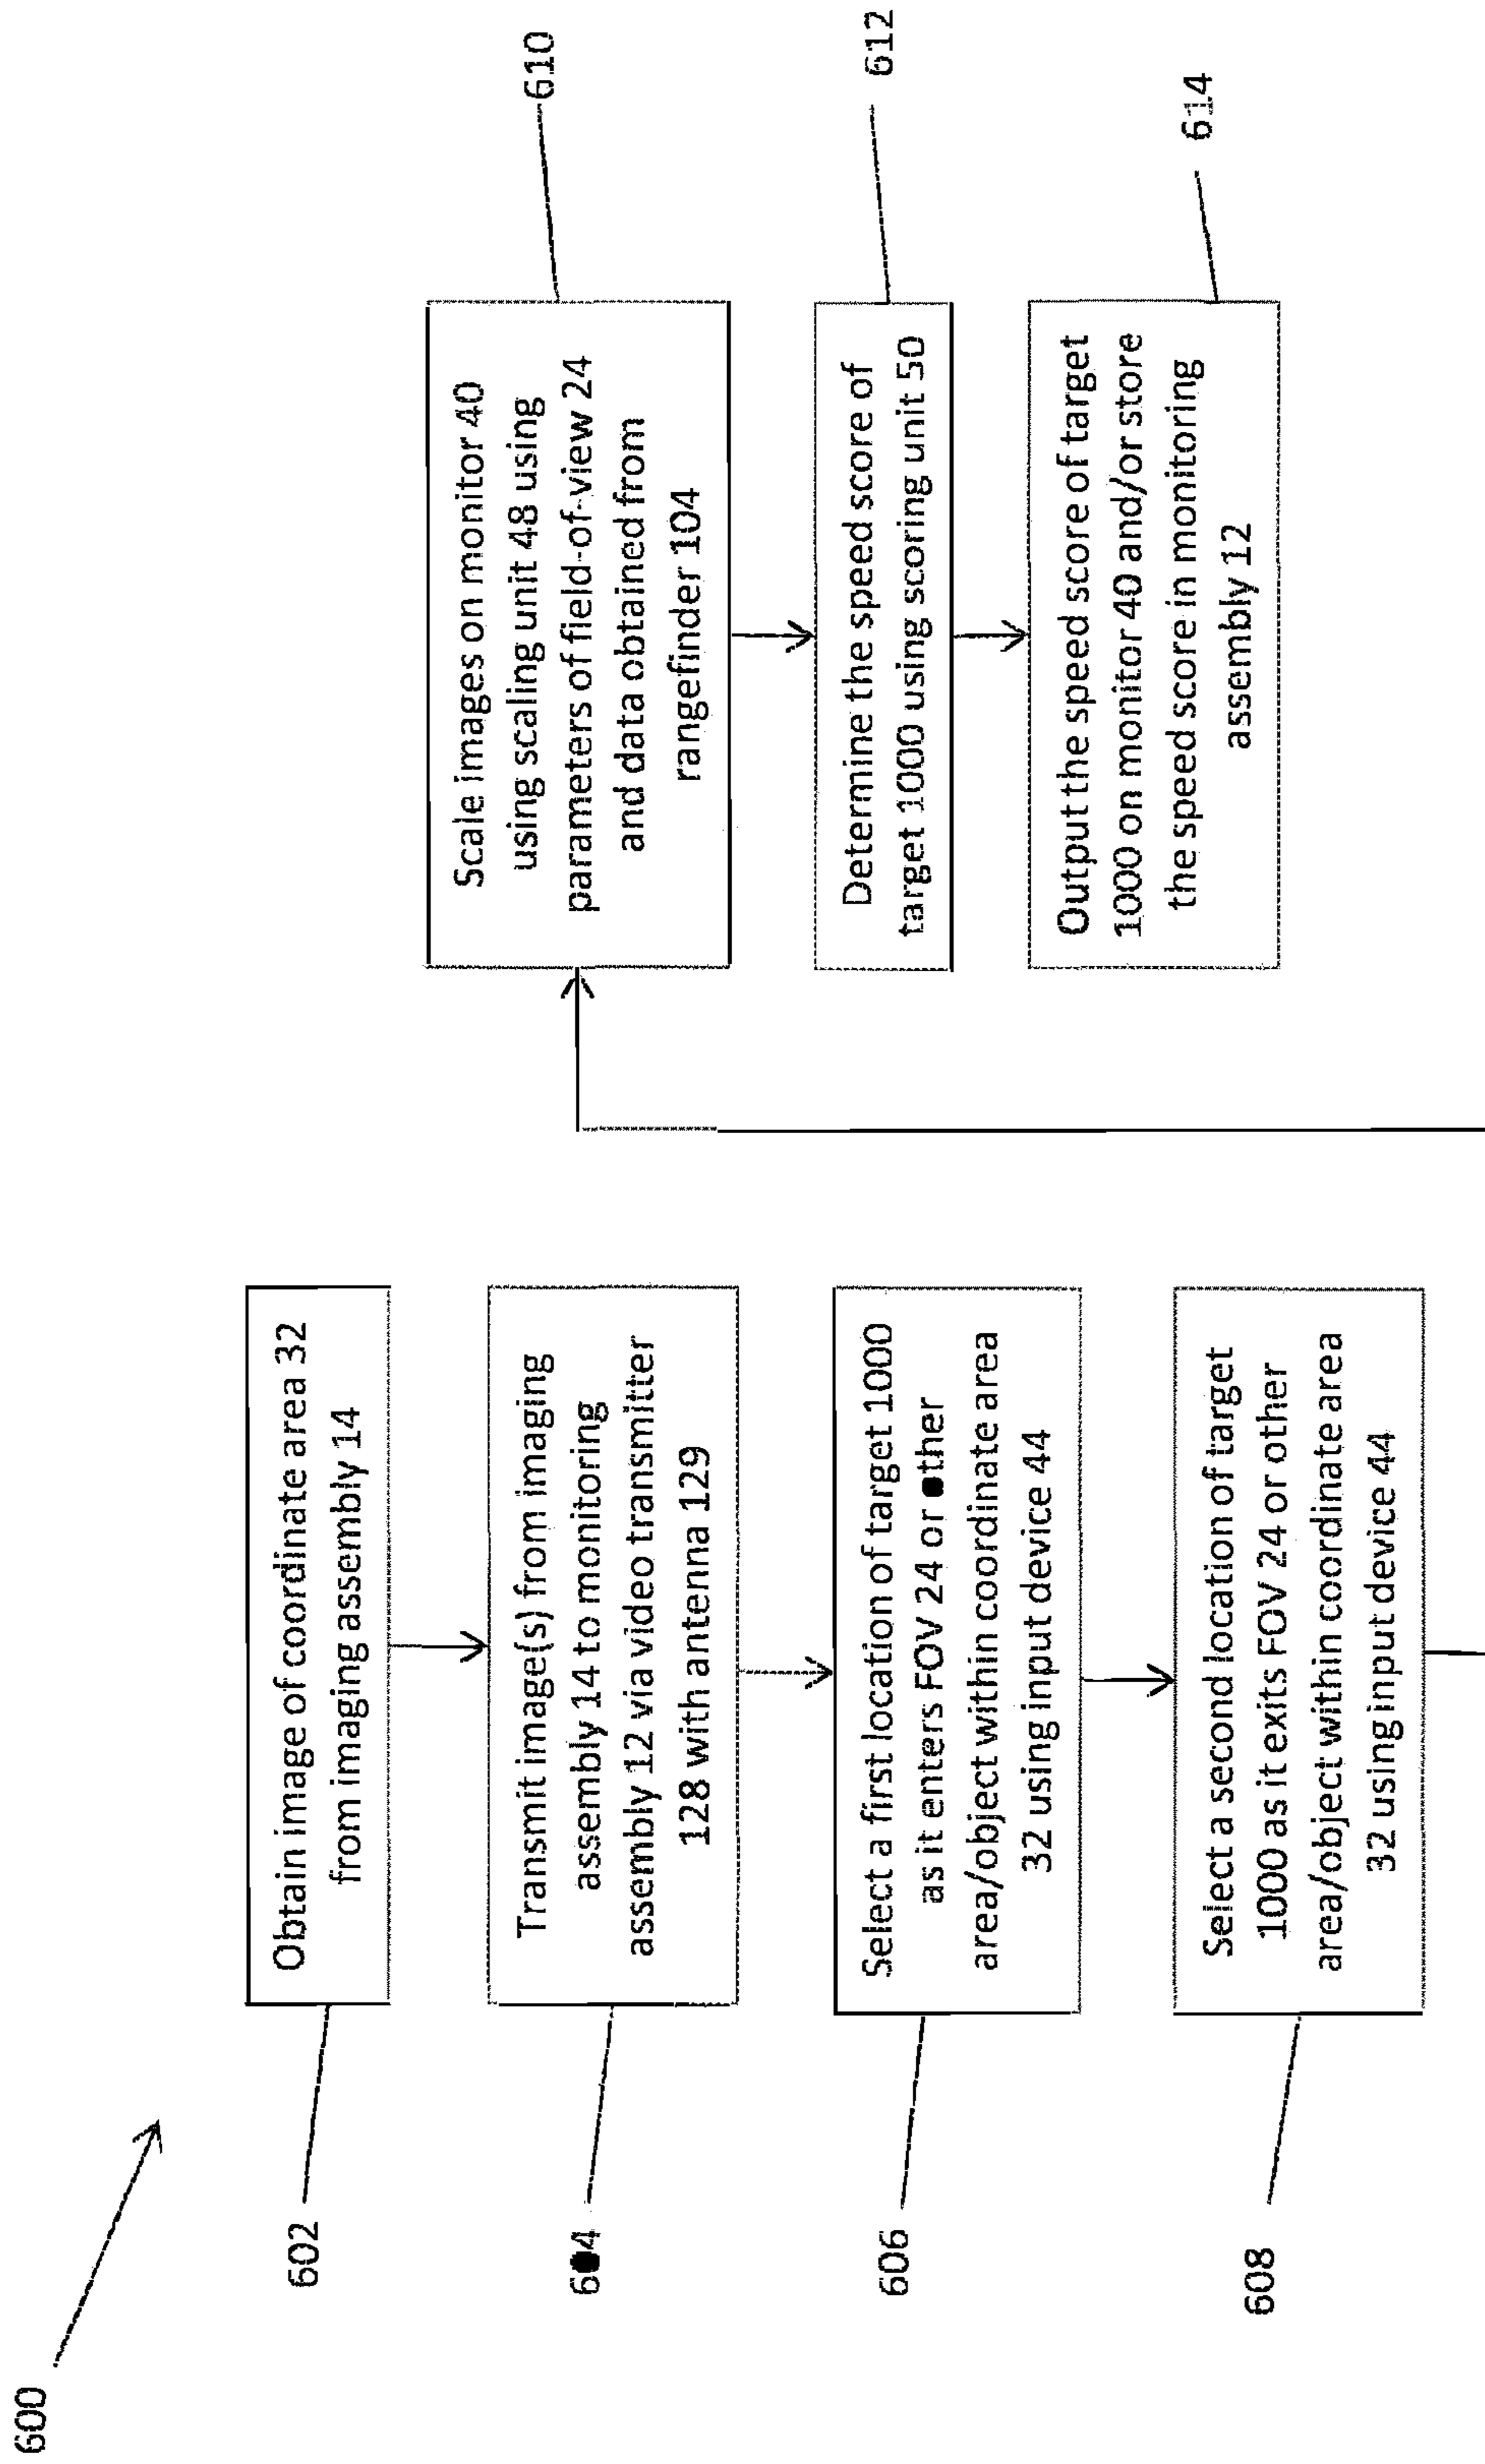 600
602
Obtain image of coordinate area 32
from imaging assembly 14
604
Transmit image(s) from imaging
assembly 14 to monitoring
assembly 12 via video transmitter
128 with antenna 129
606
Select a first location of target 1000
as it enters FOV 24 or other
area/object within coordinate area
32 using input device 44
608
Select a second location of target
1000 as it exits FOV 24 or other
area/object within coordinate area
32 using input device 44
610
Scale images on monitor 40
using scaling unit 48 using
parameters of field-of-view 24
and data obtained from
rangefinder 104
612
Determine the speed score of
target 1000 using scoring unit 50
614
Output the speed score of target
1000 on monitor 40 and/or store
the speed score in monitoring
assembly 12